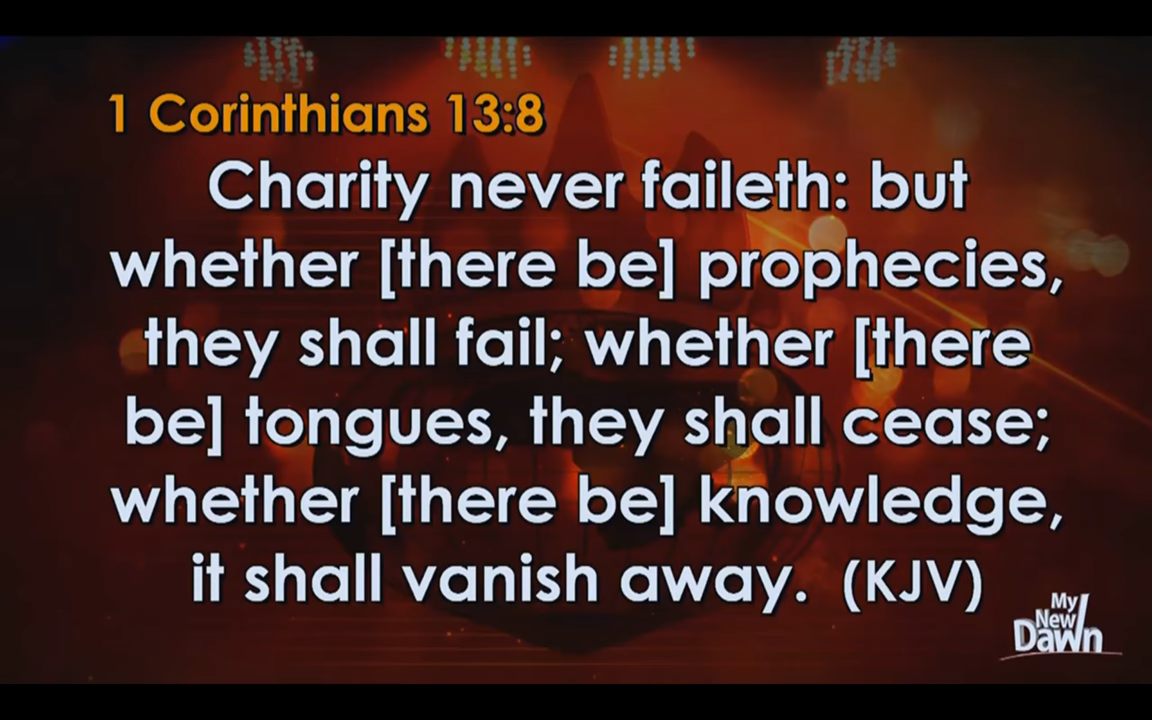 1 Corinthians 13:8
Charity never faileth: but
whether [there be] prophecies,
they shall fail; whether [there
be] tongues, they shall cease;
whether [there be] knowledge,
it shall vanish away. (KJV)
My
New
Dawn